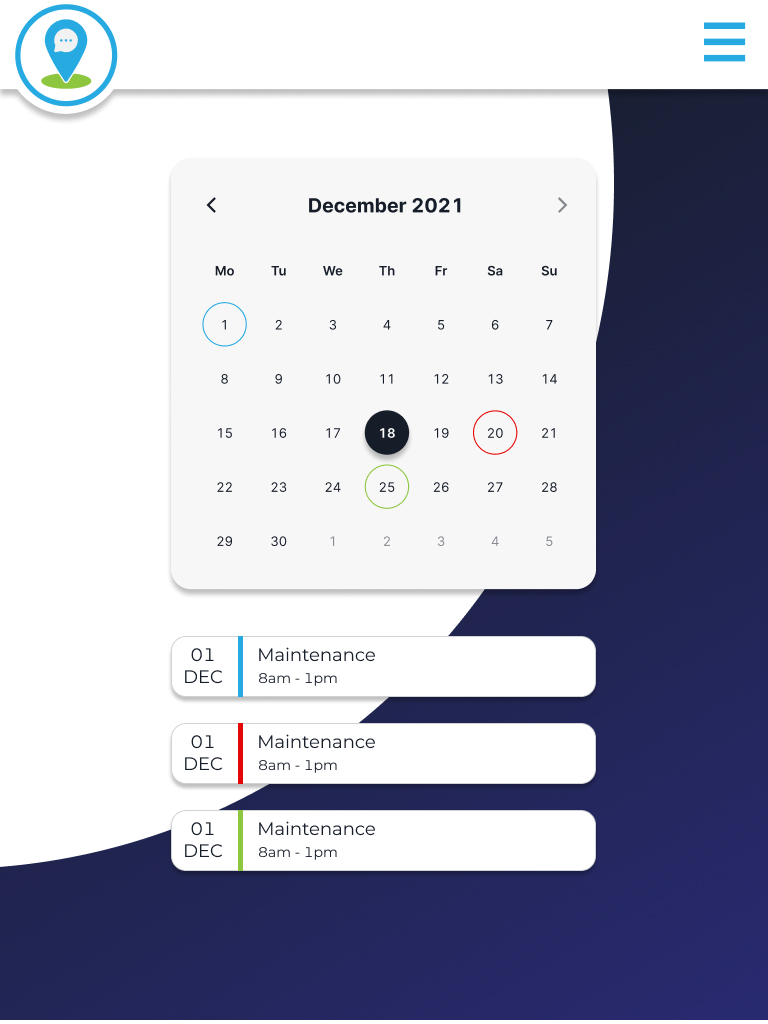 December 2021
Mo Tu We Th Fr Sa Su
1 2 3 4 5 6 7
8 9 10 11 12 13 14
15 16 17 18 19 20 21
22 23 24 25 26 27 28
29 30 1 2 3 4 5
01 Maintenance
DEC 8am - 1pm
01 Maintenance
DEC 8am - 1pm
01 Maintenance
DEC 8am - 1pm